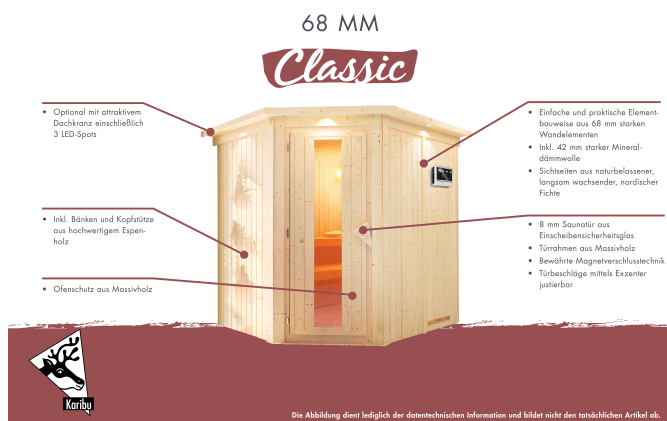 68 MM
Classic
• Optional mit attraktivem
Dachkranz einschließlich
3 LED-Spots
• Inkl. Bänken und Kopfstütze
aus hochwertigem Espen-
holz
• Ofenschutz aus Massivholz
• Einfache und praktische Element-
bauweise aus 68 mm starken
Wandelementen
• Inkl. 42 mm starker Mineral-
dämmwolle
• Sichtseiten aus naturbelassener,
langsam wachsender, nordischer
Fichte
• 8 mm Saunatür aus
Einscheibensicherheitsglas
• Türrahmen aus Massivholz
• Bewährte Magnetverschlusstechnik
• Türbeschläge mittels Exzenter
justierbar
Karibu
Die Abbildung dient lediglich der datentechnischen Information und bildet nicht den tatsächlichen Artikel ab.